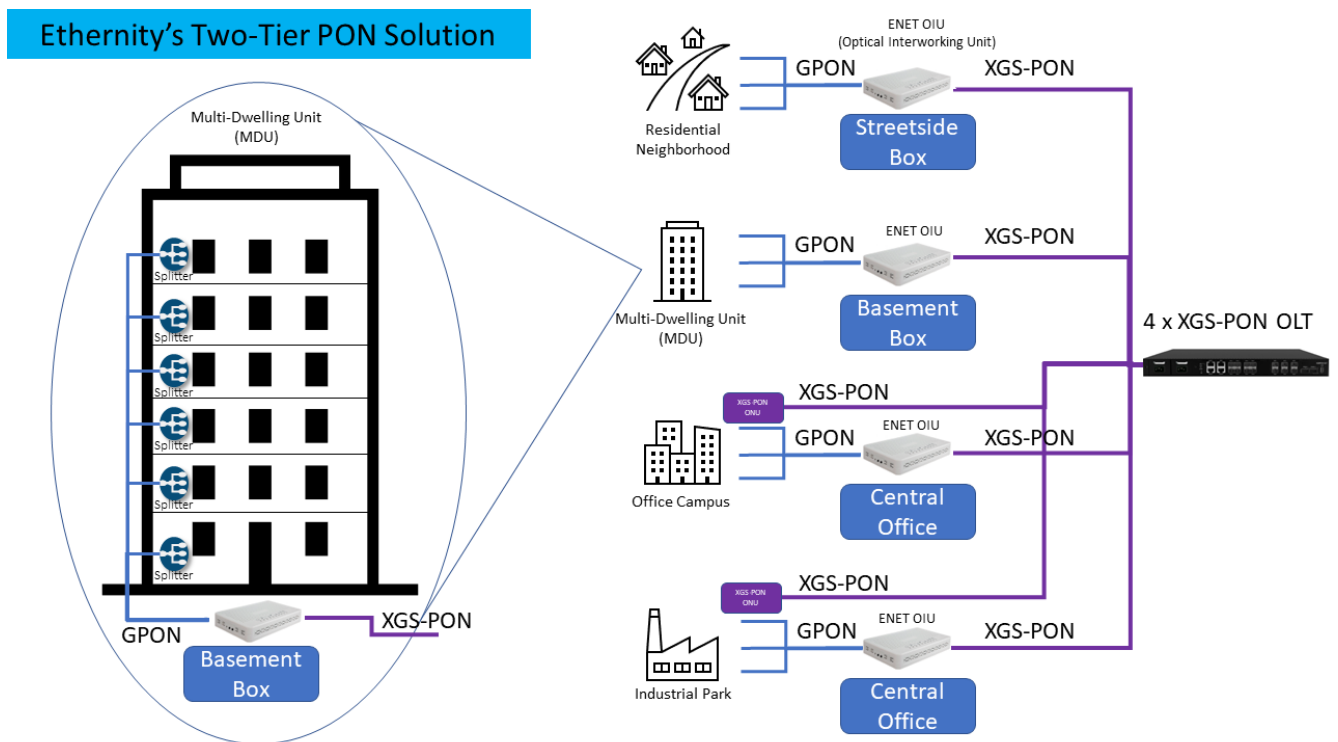 Ethernity's Two-Tier PON Solution
Multi-Dwelling Unit
(MDU)
Splitter
Splitter
Splitter
Splitter
Splitter
Splitter
GPON
XGS-PON
Basement
Box
ENET OIU
(Optical Interworking Unit)
GPON
XGS-PON
Residential
Neighborhood
Streetside
Box
ENET OIU
GPON
XGS-PON
Multi-Dwelling Unit
(MDU)
Basement
Box
4 x XGS-PON OLT
XGS-PON
ONU
XGS-PON
ENET OIU
GPON
XGS-PON
Office Campus
Central
Office
XGS-PON
ONU
XGS-PON
ENET OIU
GPON
XGS-PON
Industrial Park
Central
Office